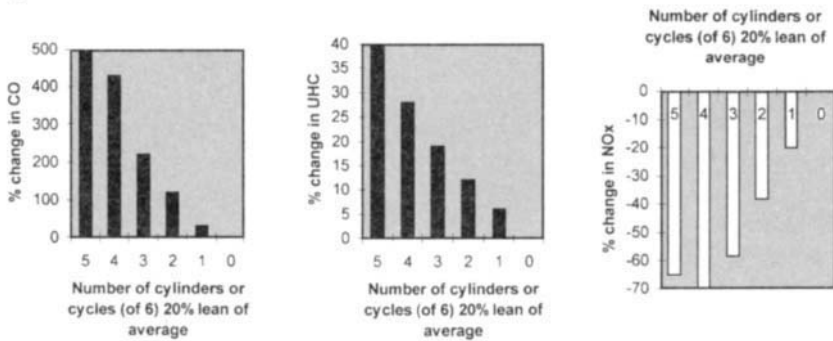 % change in CO
500
400
300
200
100
0
5 4 3 2 1 0
Number of cylinders or
cycles (of 6) 20% lean of
average
% change in UHC
40
35
30
25
20
15
10
5
0
5 4 3 2 1 0
Number of cylinders or
cycles (of 6) 20% lean of
average
Number of cylinders or
cycles (of 6) 20% lean of
average
% change in NOx
0
-10
-20
-30
-40
-50
-60
-70
5 4 3 2 1 0